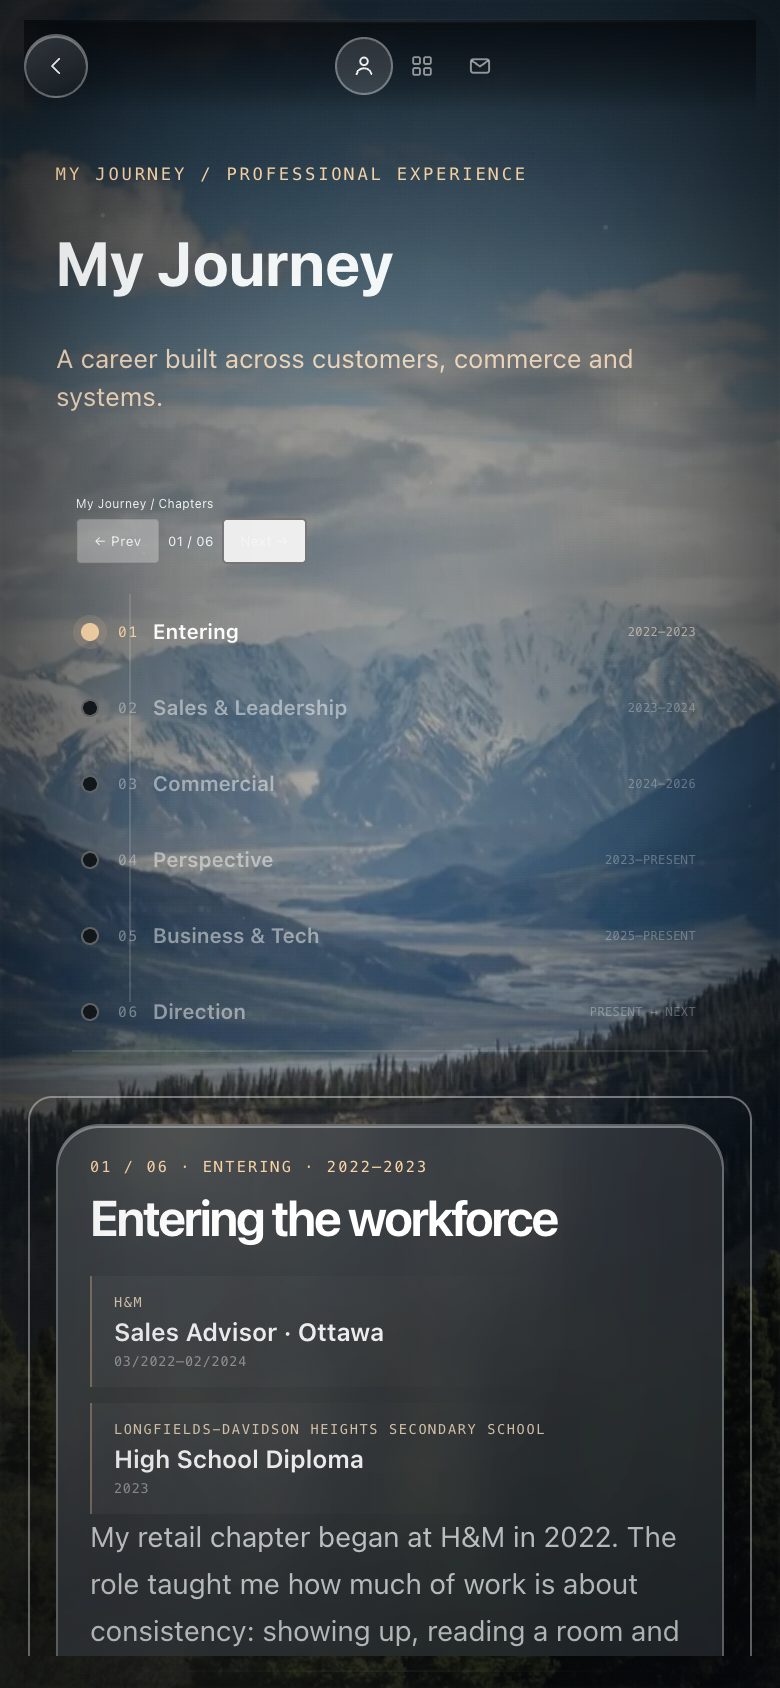 MY JOURNEY / PROFESSIONAL EXPERIENCE
My Journey
A career built across customers, commerce and
systems.
My Journey / Chapters
← Prev 01 / 06 Next →
01 Entering 2022–2023
02 Sales & Leadership 2023–2024
03 Commercial 2024–2026
04 Perspective 2023–PRESENT
05 Business & Tech 2025–PRESENT
06 Direction PRESENT → NEXT
01 / 06 · ENTERING · 2022–2023
Entering the workforce
H&M
Sales Advisor · Ottawa
03/2022–02/2024
LONGFIELDS-DAVIDSON HEIGHTS SECONDARY SCHOOL
High School Diploma
2023
My retail chapter began at H&M in 2022. The
role taught me how much of work is about
consistency: showing up, reading a room and